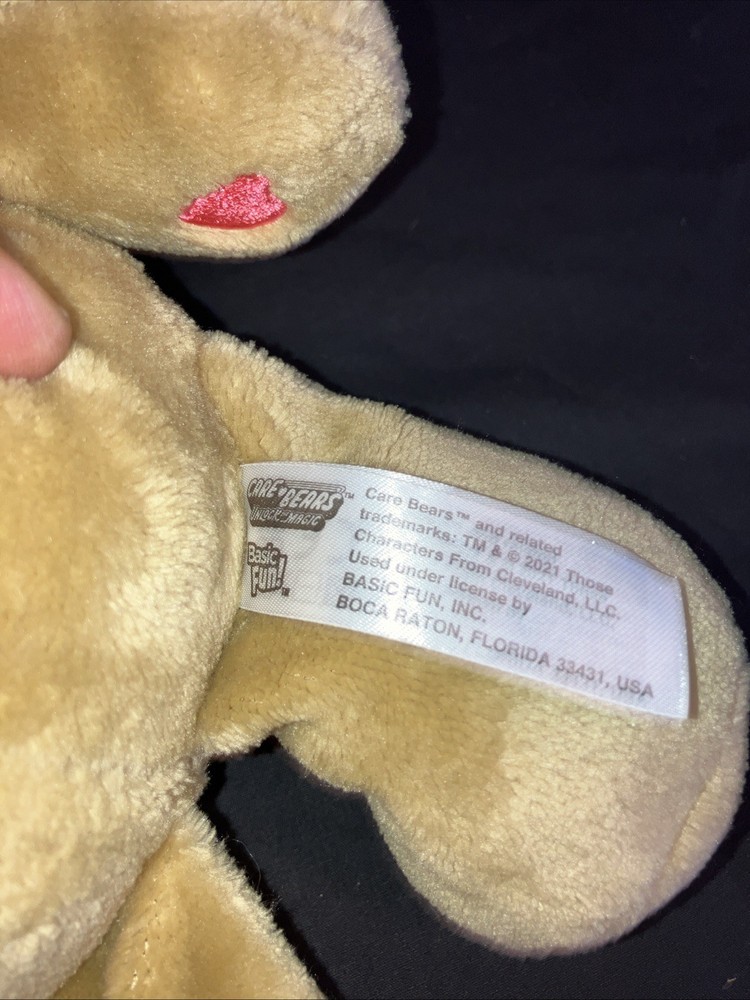 CARE BEARS™
UNLOCK THE MAGIC
Basic
Fun!™
Care Bears™ and related
trademarks: TM & © 2021 Those
Characters From Cleveland, LLC.
Used under license by
BASIC FUN, INC.
BOCA RATON, FLORIDA 33431, USA